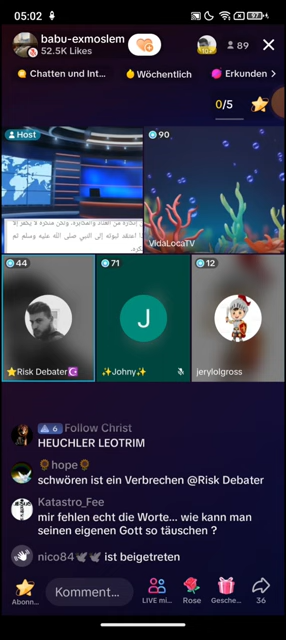 05:02
97
babu-exmoslem
52.5K Likes
89
Chatten und Int...
Wöchentlich
Erkunden
0/5
Host
90
VidaLocaTV
44
71
12
J
Risk Debater
Johny
jerylolgross
6 Follow Christ
HEUCHLER LEOTRIM
hope
schwören ist ein Verbrechen @Risk Debater
Katastro_Fee
mir fehlen echt die Worte... wie kann man
seinen eigenen Gott so täuschen ?
nico84 ist beigetreten
Abonn...
Komment...
LIVE mi...
Rose
Gesche...
36